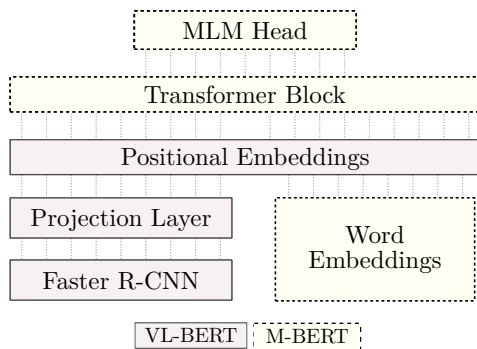 MLM Head
Transformer Block
Positional Embeddings
Projection Layer
Faster R-CNN
Word
Embeddings
VL-BERT
M-BERT